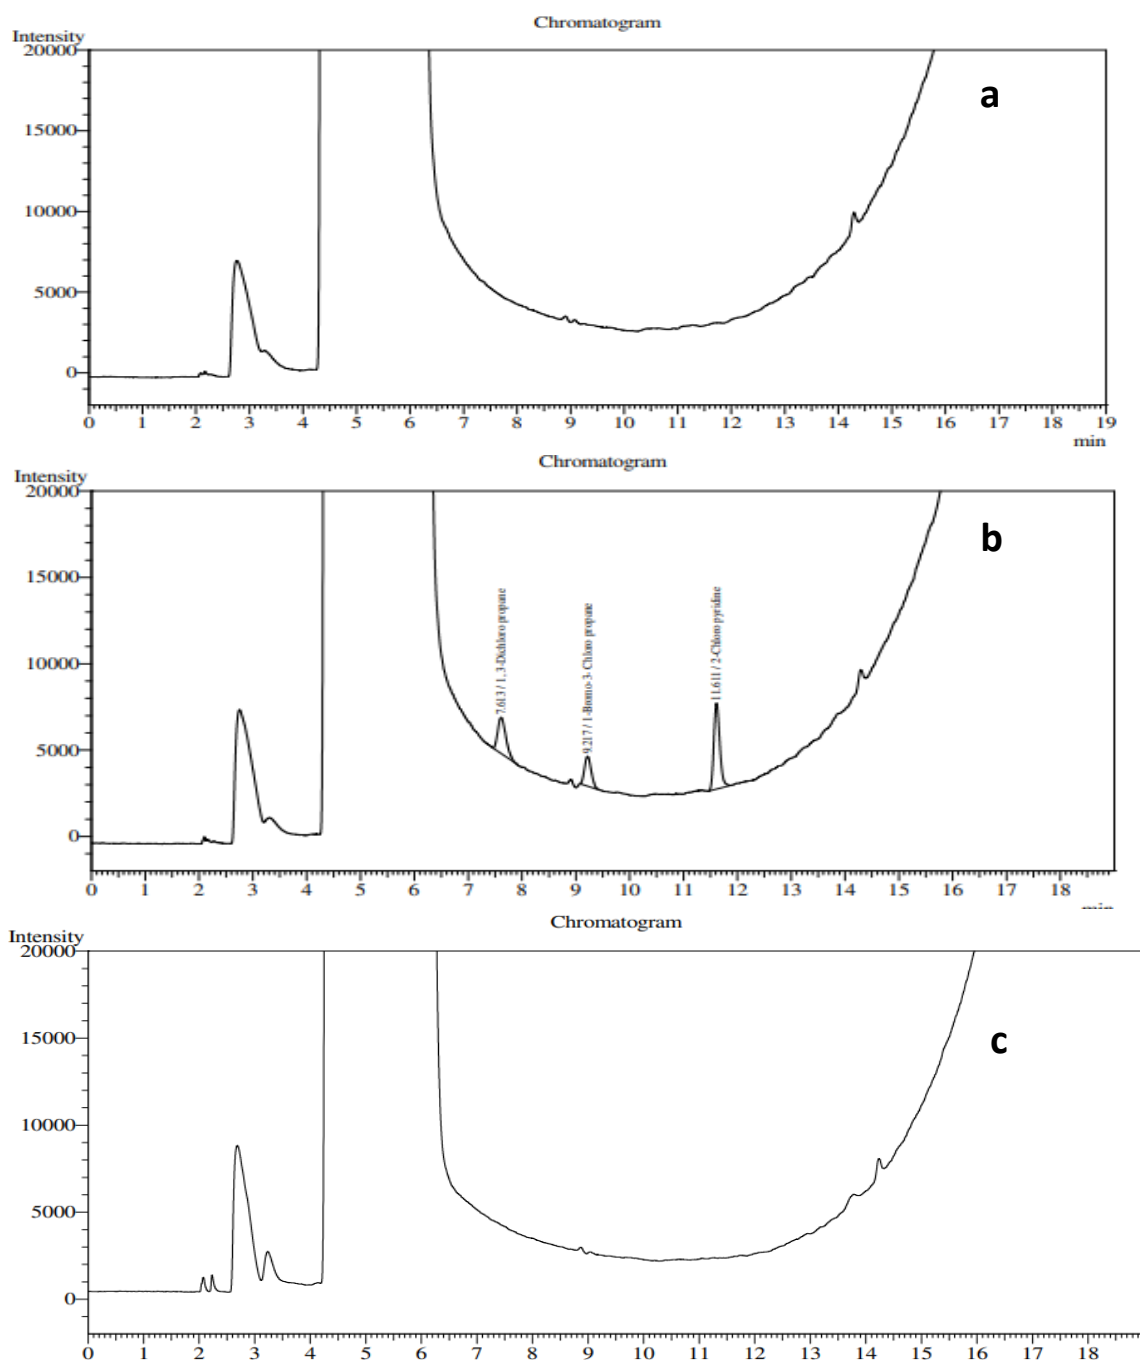 Chromatogram
Intensity
20000
a
15000
10000
5000
0
0 1 2 3 4 5 6 7 8 9 10 11 12 13 14 15 16 17 18 19
min
Chromatogram
Intensity
20000
b
15000
7.613 / 1, 3-Dichloro propane
9.217 / 1-Bromo-3- Chloro propane
11.611 / 2-Chloro pyridine
10000
5000
0
0 1 2 3 4 5 6 7 8 9 10 11 12 13 14 15 16 17 18
min
Chromatogram
Intensity
20000
15000
c
10000
5000
0
0 1 2 3 4 5 6 7 8 9 10 11 12 13 14 15 16 17 18